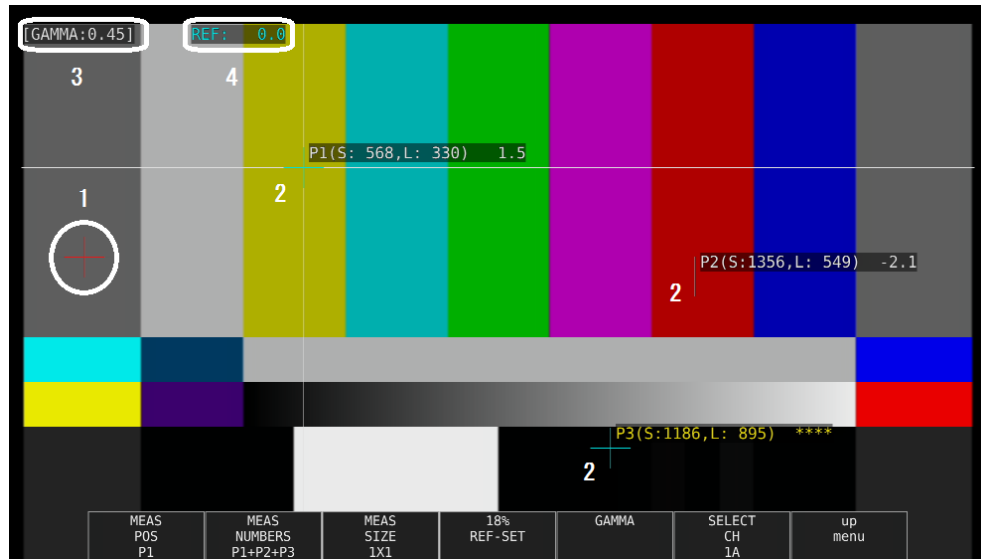 [GAMMA:0.45] REF: 0.0
3 4
P1(S: 568,L: 330) 1.5
1 2
P2(S:1356,L: 549) -2.1
2
P3(S:1186,L: 895) ****
2
MEAS POS P1
MEAS NUMBERS P1+P2+P3
MEAS SIZE 1X1
18% REF-SET
GAMMA
SELECT CH 1A
up menu